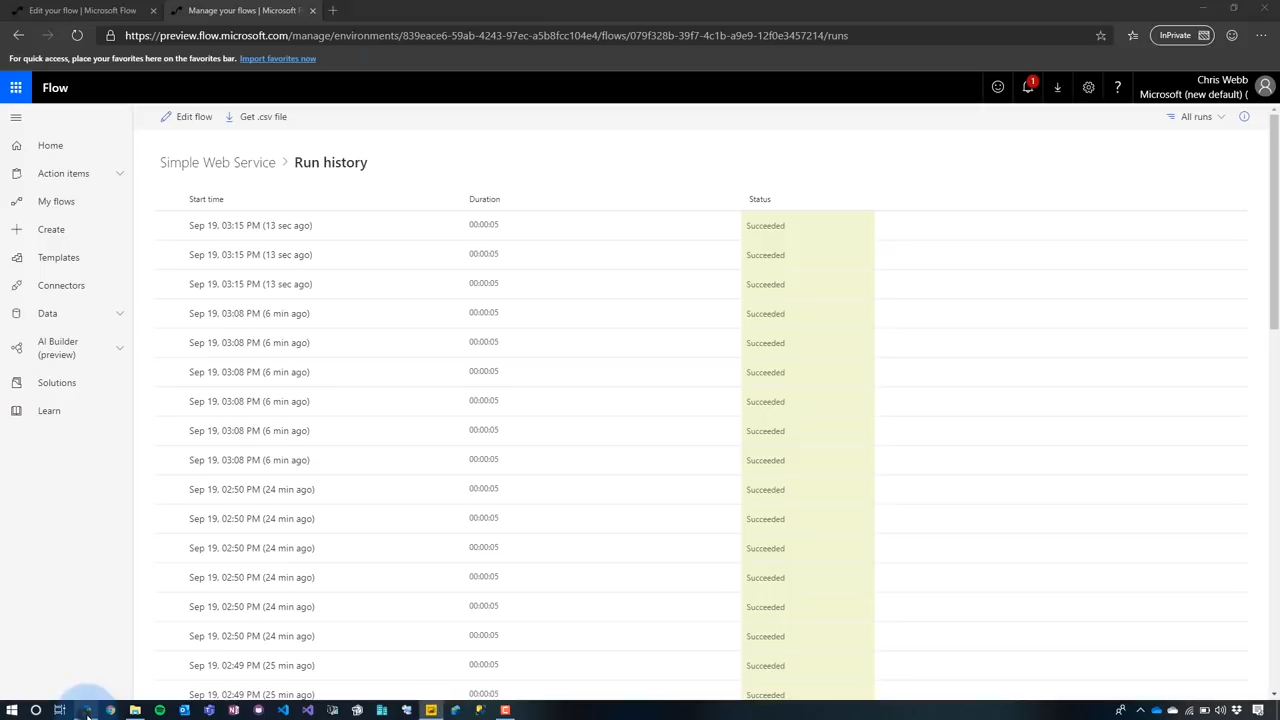 Edit your flows | Microsoft F
Manage your flows | Microsoft Fl
https://preview.flow.microsoft.com/manage/environments/839eace6-59ab-4243-97ec-a5b8fcc104e4/flows/079f328b-39f7-4c1b-a9e9-12f0e3457214/runs
InPrivate
For quick access, place your favorites here on the favorites bar. Import favorites now
Flow
1
?
Chris Webb
Microsoft (new default) (
Edit flow
Get .csv file
All runs
Home
Action items
My flows
Create
Templates
Connectors
Data
AI Builder
(preview)
Solutions
Learn
Simple Web Service > Run history
Start time Duration Status
Sep 19, 03:15 PM (13 sec ago) 00:00:05 Succeeded
Sep 19, 03:15 PM (13 sec ago) 00:00:05 Succeeded
Sep 19, 03:15 PM (13 sec ago) 00:00:05 Succeeded
Sep 19, 03:08 PM (6 min ago) 00:00:05 Succeeded
Sep 19, 03:08 PM (6 min ago) 00:00:05 Succeeded
Sep 19, 03:08 PM (6 min ago) 00:00:05 Succeeded
Sep 19, 03:08 PM (6 min ago) 00:00:05 Succeeded
Sep 19, 03:08 PM (6 min ago) 00:00:05 Succeeded
Sep 19, 03:08 PM (6 min ago) 00:00:05 Succeeded
Sep 19, 02:50 PM (24 min ago) 00:00:05 Succeeded
Sep 19, 02:50 PM (24 min ago) 00:00:05 Succeeded
Sep 19, 02:50 PM (24 min ago) 00:00:05 Succeeded
Sep 19, 02:50 PM (24 min ago) 00:00:05 Succeeded
Sep 19, 02:50 PM (24 min ago) 00:00:05 Succeeded
Sep 19, 02:50 PM (24 min ago) 00:00:05 Succeeded
Sep 19, 02:49 PM (25 min ago) 00:00:05 Succeeded
Sep 19, 02:49 PM (25 min ago) 00:00:05 Succeeded